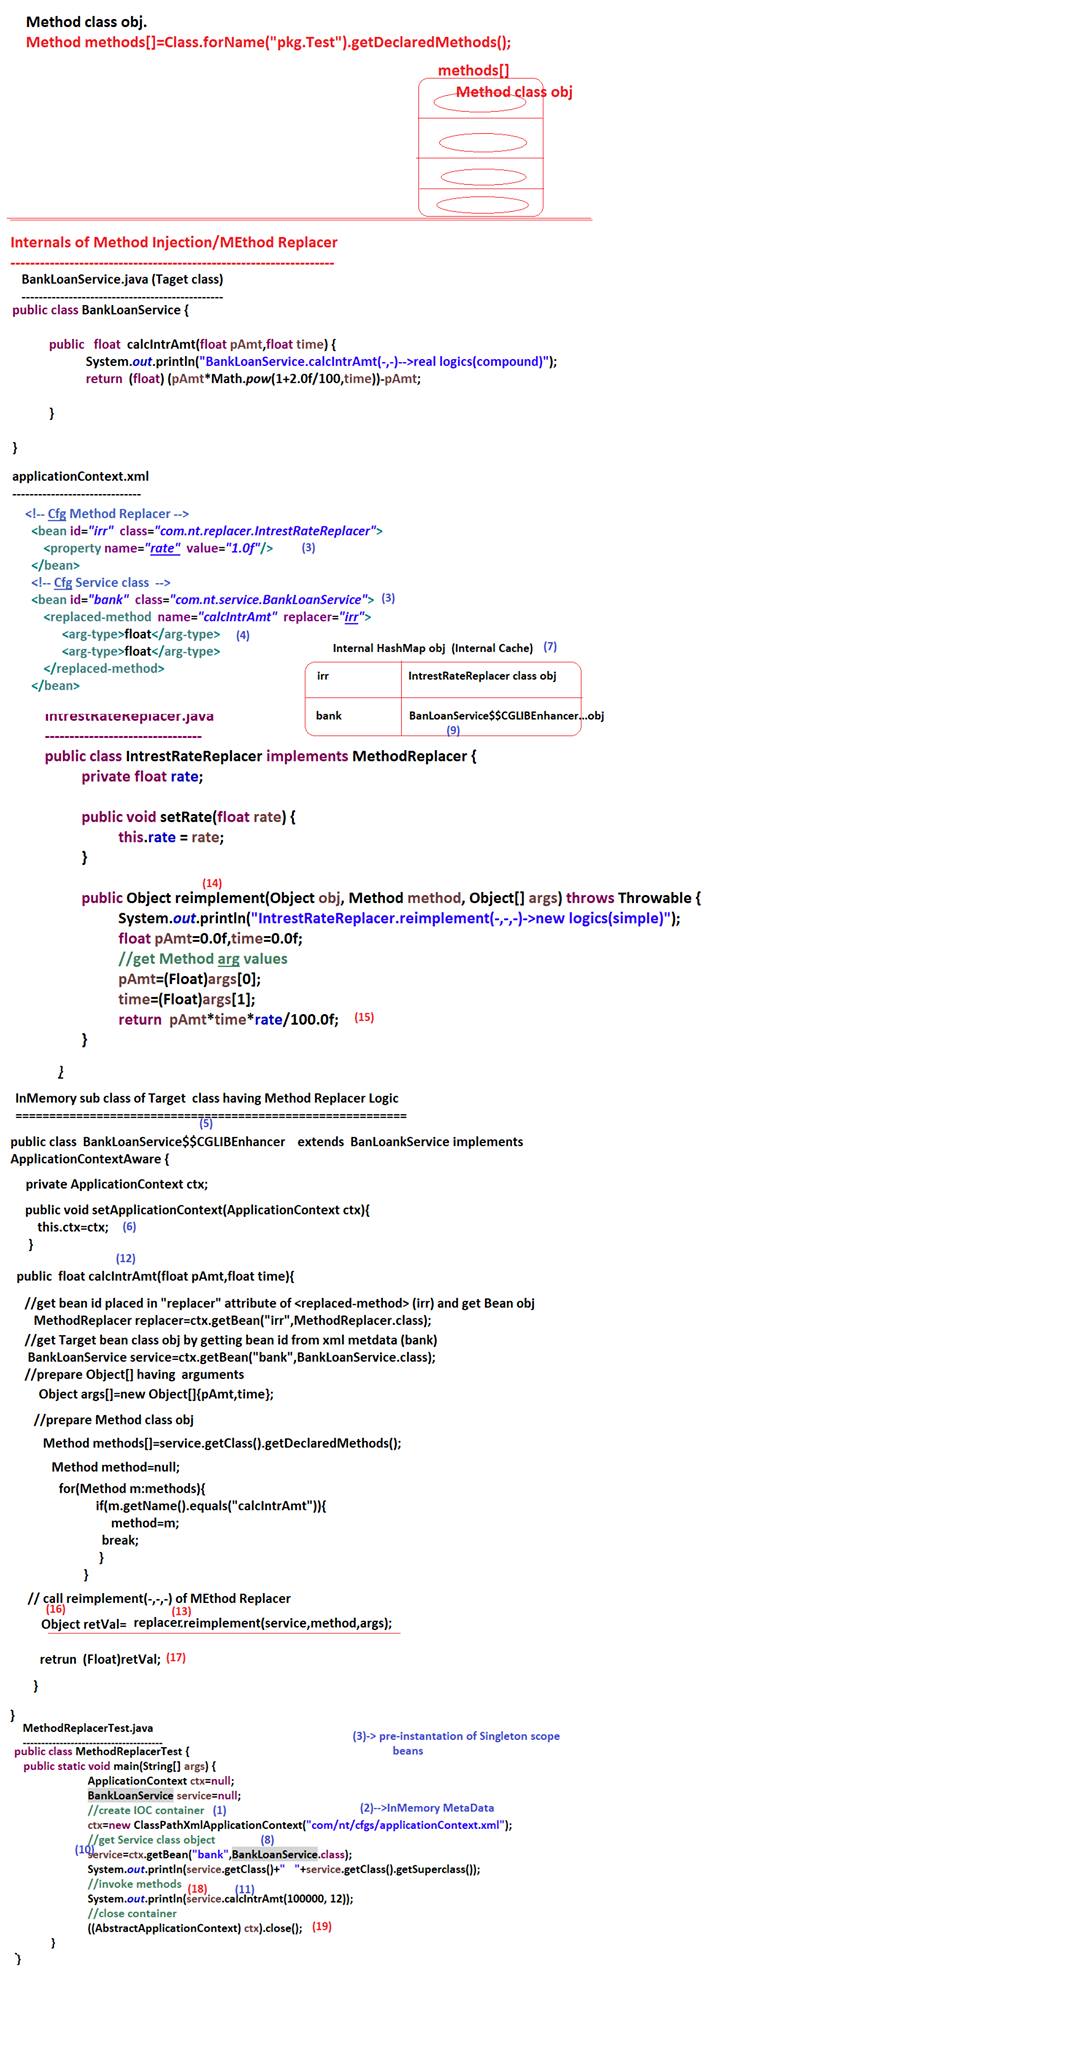 Method class obj.
Method methods[]=Class.forName("pkg.Test").getDeclaredMethods();
methods[]
Method class obj
Internals of Method Injection/MEthod Replacer
-----------------------------------------------------------------
BankLoanService.java (Taget class)
-----------------------------------------------
public class BankLoanService {
public float calcIntrAmt(float pAmt,float time) {
System.out.println("BankLoanService.calcIntrAmt(-,-)-->real logics(compound)");
return (float) (pAmt*Math.pow(1+2.0f/100,time))-pAmt;
}
}
applicationContext.xml
------------------------------
<!-- Cfg Method Replacer -->
<bean id="irr" class="com.nt.replacer.IntrestRateReplacer">
<property name="rate" value="1.0f"/> (3)
</bean>
<!-- Cfg Service class -->
<bean id="bank" class="com.nt.service.BankLoanService"> (3)
<replaced-method name="calcIntrAmt" replacer="irr">
<arg-type>float</arg-type> (4)
<arg-type>float</arg-type>
</replaced-method>
</bean>
Internal HashMap obj (Internal Cache) (7)
irr IntrestRateReplacer class obj
bank BanLoanService$$CGLIBEnhancer...obj
(9)
IntrestRateReplacer.java
--------------------------------
public class IntrestRateReplacer implements MethodReplacer {
private float rate;
public void setRate(float rate) {
this.rate = rate;
}
(14)
public Object reimplement(Object obj, Method method, Object[] args) throws Throwable {
System.out.println("IntrestRateReplacer.reimplement(-,-,-)->new logics(simple)");
float pAmt=0.0f,time=0.0f;
//get Method arg values
pAmt=(Float)args[0];
time=(Float)args[1];
return pAmt*time*rate/100.0f; (15)
}
}
InMemory sub class of Target class having Method Replacer Logic
==========================================================
(5)
public class BankLoanService$$CGLIBEnhancer extends BanLoankService implements
ApplicationContextAware {
private ApplicationContext ctx;
public void setApplicationContext(ApplicationContext ctx){
this.ctx=ctx; (6)
}
(12)
public float calcIntrAmt(float pAmt,float time){
//get bean id placed in "replacer" attribute of <replaced-method> (irr) and get Bean obj
MethodReplacer replacer=ctx.getBean("irr",MethodReplacer.class);
//get Target bean class obj by getting bean id from xml metdata (bank)
BankLoanService service=ctx.getBean("bank",BankLoanService.class);
//prepare Object[] having arguments
Object args[]=new Object[]{pAmt,time};
//prepare Method class obj
Method methods[]=service.getClass().getDeclaredMethods();
Method method=null;
for(Method m:methods){
if(m.getName().equals("calcIntrAmt")){
method=m;
break;
}
}
// call reimplement(-,-,-) of MEthod Replacer
(16) (13)
Object retVal= replacer.reimplement(service,method,args);
retrun (Float)retVal; (17)
}
}
MethodReplacerTest.java
------------------------------------
(3)-> pre-instantation of Singleton scope
beans
public class MethodReplacerTest {
public static void main(String[] args) {
ApplicationContext ctx=null;
BankLoanService service=null;
//create IOC container (1) (2)-->InMemory MetaData
ctx=new ClassPathXmlApplicationContext("com/nt/cfgs/applicationContext.xml");
//get Service class object (8)
(10)
service=ctx.getBean("bank",BankLoanService.class);
System.out.println(service.getClass()+" "+service.getClass().getSuperclass());
//invoke methods (18) (11)
System.out.println(service.calcIntrAmt(100000, 12));
//close container
((AbstractApplicationContext) ctx).close(); (19)
}
}